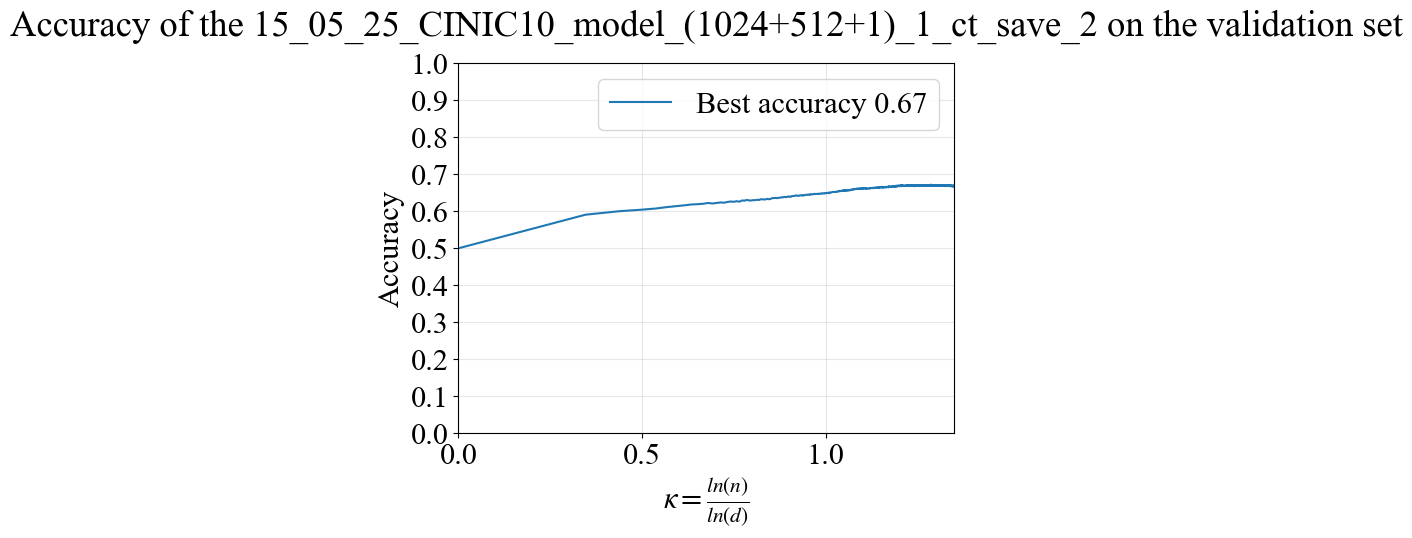 Accuracy of the 15_05_25_CINIC10_model_(1024+512+1)_1_ct_save_2 on the validation set
1.0
0.9
0.8
0.7
0.6
0.5
0.4
0.3
0.2
0.1
0.0
Accuracy
Best accuracy 0.67
0.0 0.5 1.0
κ = ln(n)/ln(d)